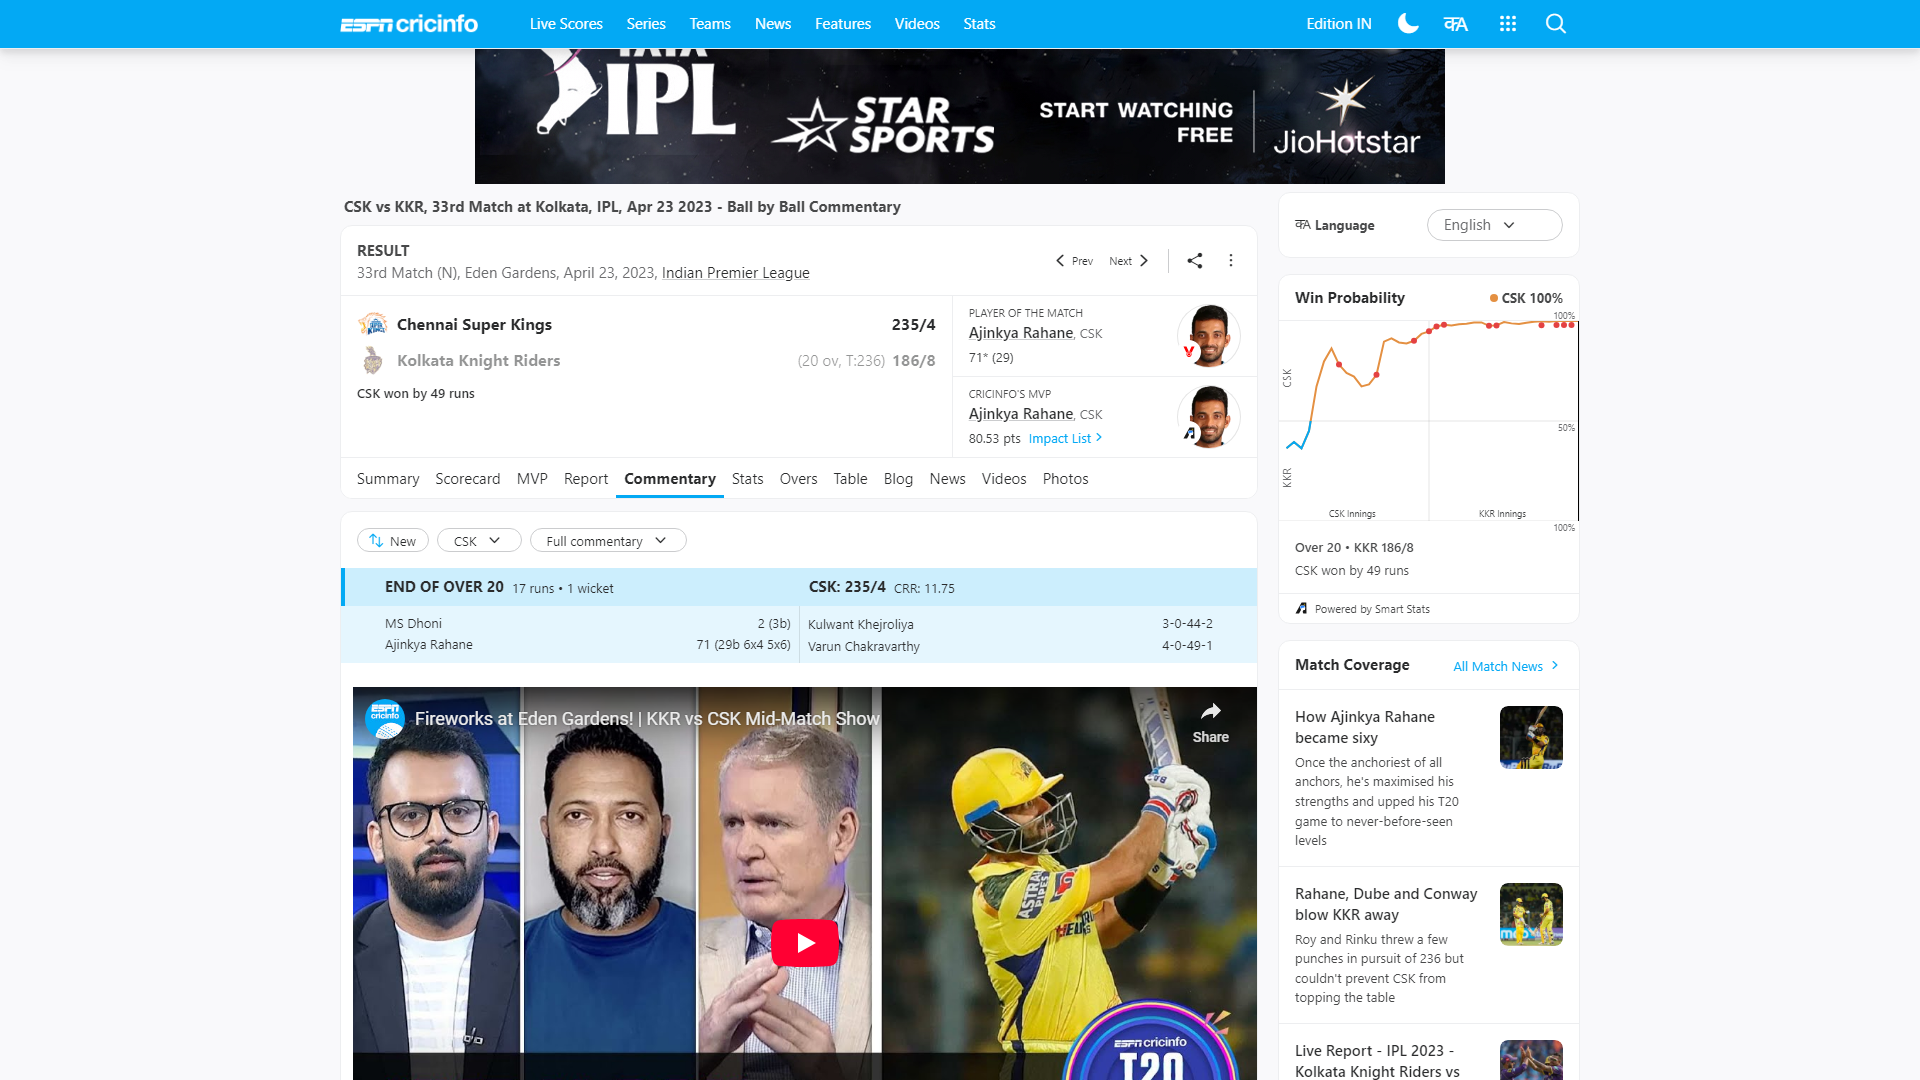 ESPN cricinfo
Live Scores
Series
Teams
News
Features
Videos
Stats
Edition IN
क/A
IPL
STAR
SPORTS
START WATCHING
FREE
JioHotstar
CSK vs KKR, 33rd Match at Kolkata, IPL, Apr 23 2023 - Ball by Ball Commentary
RESULT
33rd Match (N), Eden Gardens, April 23, 2023, Indian Premier League
Prev
Next
Chennai Super Kings 235/4
Kolkata Knight Riders (20 ov, T:236) 186/8
CSK won by 49 runs
PLAYER OF THE MATCH
Ajinkya Rahane, CSK
71* (29)
CRICINFO'S MVP
Ajinkya Rahane, CSK
80.53 pts Impact List
Summary
Scorecard
MVP
Report
Commentary
Stats
Overs
Table
Blog
News
Videos
Photos
New
CSK
Full commentary
END OF OVER 20 17 runs • 1 wicket
CSK: 235/4 CRR: 11.75
MS Dhoni 2 (3b)
Ajinkya Rahane 71 (29b 6x4 5x6)
Kulwant Khejroliya 3-0-44-2
Varun Chakravarthy 4-0-49-1
ESPN
cricinfo
Fireworks at Eden Gardens! | KKR vs CSK Mid-Match Show
Share
ASTRAL
PIPES
ESPN cricinfo
T20
क/A Language
English
Win Probability
CSK 100%
100%
CSK
50%
KKR
CSK Innings
KKR Innings
100%
Over 20 • KKR 186/8
CSK won by 49 runs
Powered by Smart Stats
Match Coverage
All Match News
How Ajinkya Rahane
became sixy
Once the anchoriest of all
anchors, he's maximised his
strengths and upped his T20
game to never-before-seen
levels
Rahane, Dube and Conway
blow KKR away
Roy and Rinku threw a few
punches in pursuit of 236 but
couldn't prevent CSK from
topping the table
Live Report - IPL 2023 -
Kolkata Knight Riders vs